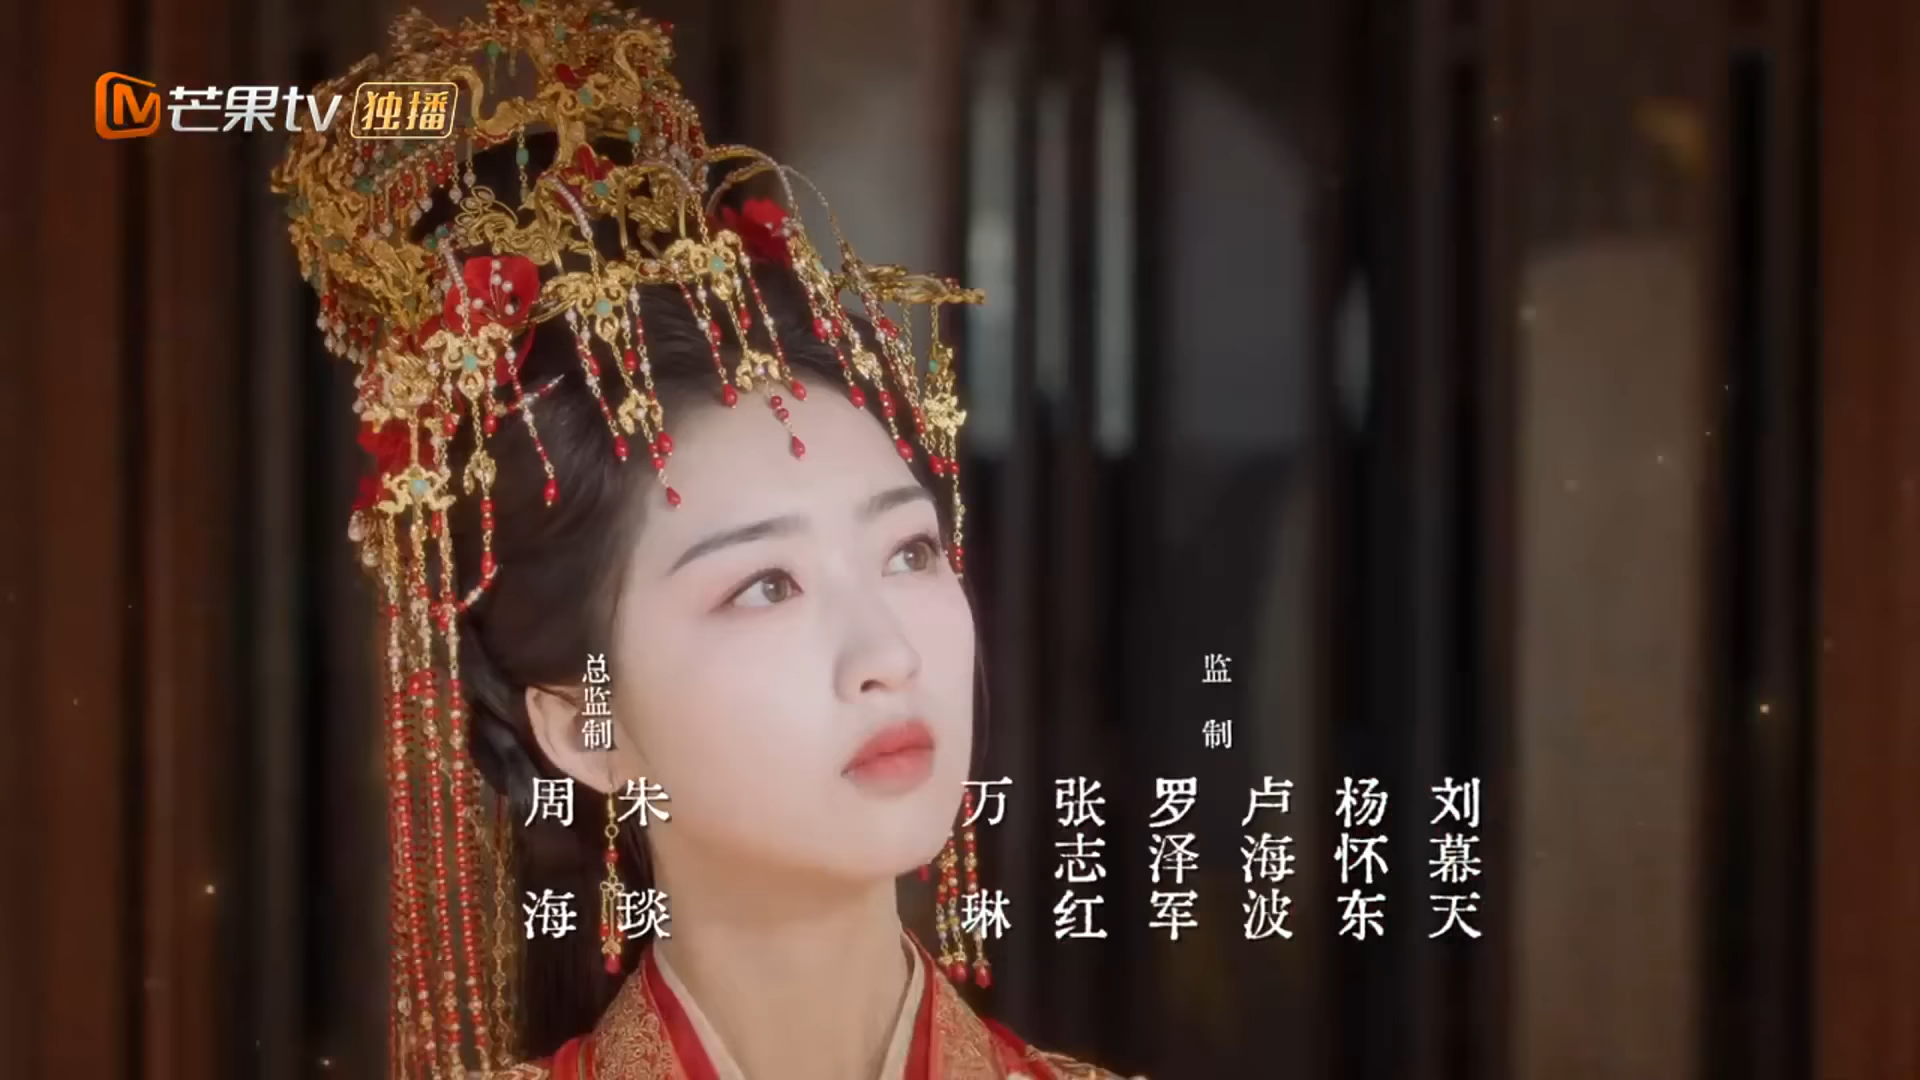 芒果tv 独播
总监制
周海
朱琰
监制
万琳
张志红
罗泽军
卢海波
杨怀东
刘幕天